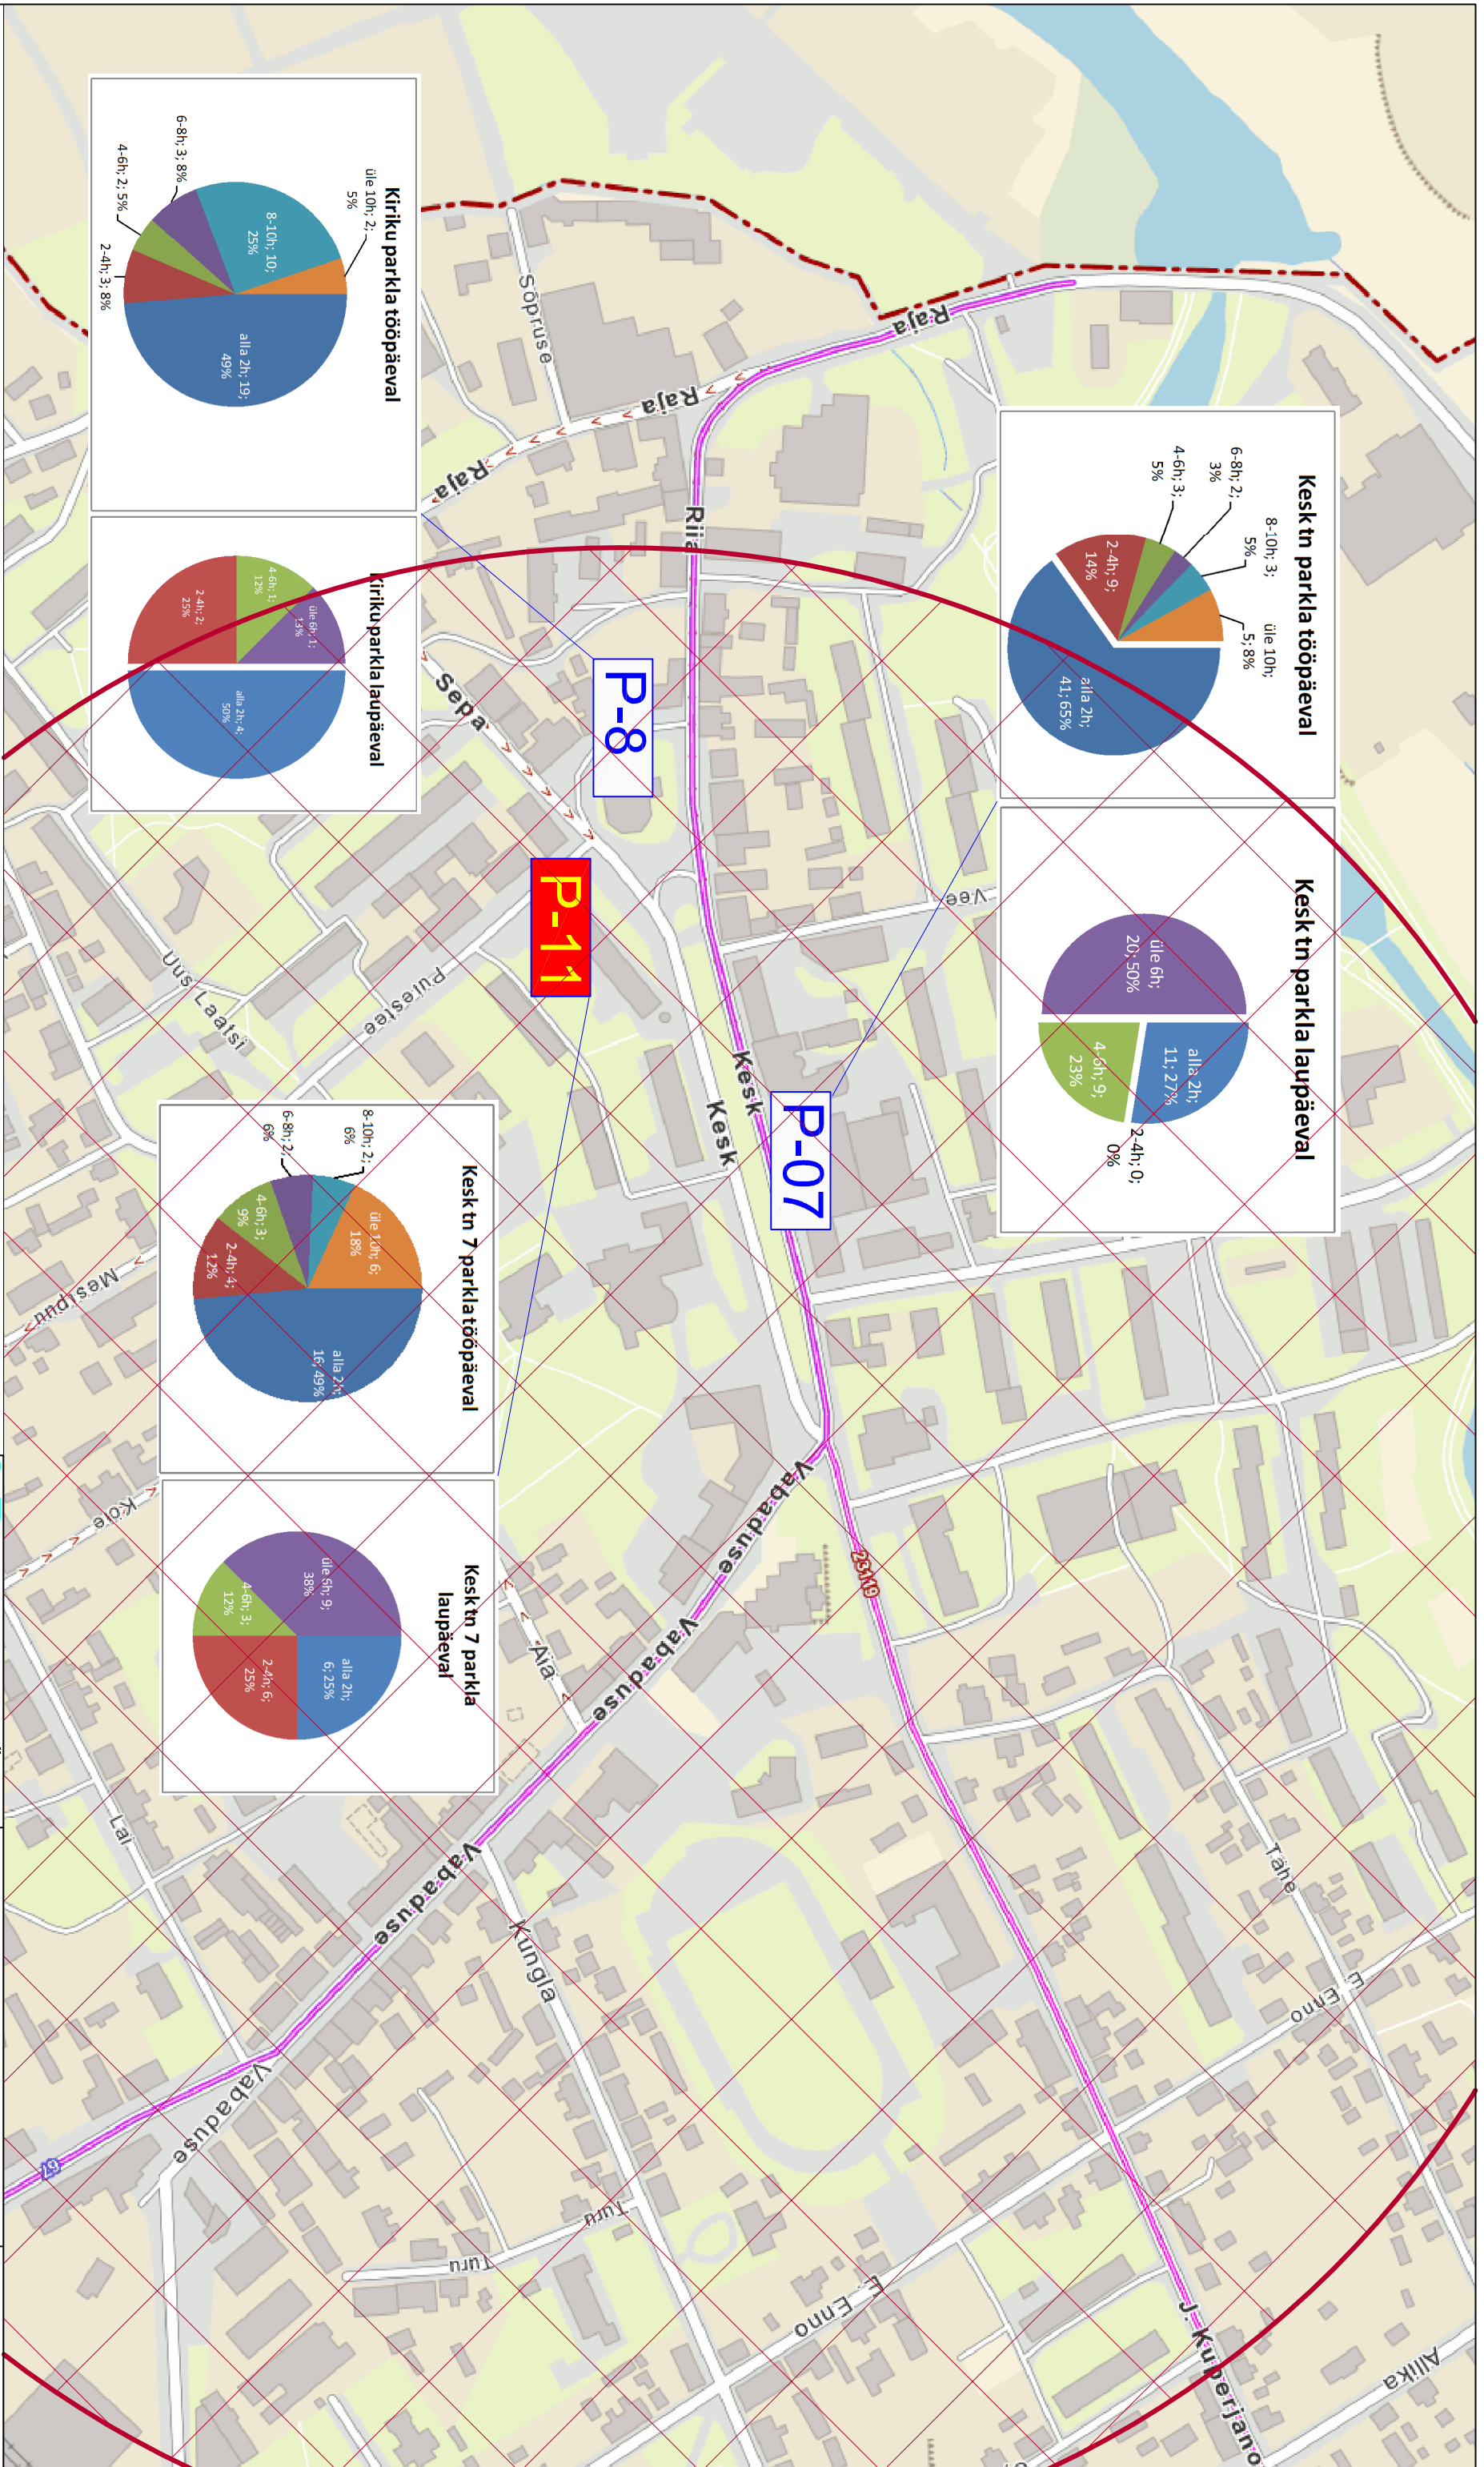 Kesk tn parkla tööpäeval
üle 10h;
5; 8%
8-10h; 3;
5%
6-8h; 2;
3%
4-6h; 3;
5%
2-4h; 9;
14%
alla 2h;
41; 65%
Kesk tn parkla laupäeval
alla 2h;
11; 27%
üle 6h;
20; 50%
4-6h; 9;
23%
2-4h; 0;
0%
Kiriku parkla tööpäeval
üle 10h; 2;
5%
8-10h; 10;
25%
6-8h; 3; 8%
4-6h; 2; 5%
2-4h; 3; 8%
alla 2h; 19;
49%
Kiriku parkla laupäeval
üle 6h; 1;
13%
4-6h; 1;
12%
2-4h; 2;
25%
alla 2h; 4;
50%
Kesk tn 7 parkla tööpäeval
8-10h; 2;
6%
6-8h; 2;
6%
üle 10h; 6;
18%
4-6h; 3;
9%
2-4h; 4;
12%
alla 2h;
16; 49%
Kesk tn 7 parkla
laupäeval
üle 6h; 9;
38%
alla 2h;
6; 25%
4-6h; 3;
12%
2-4h; 6;
25%
P-8
P-11
P-07
Raja
Raja
Raja
Sõpruse
Riia
Sepa
Vee
Kesk
Kesk
Puiestee
Uus Laatsi
Mesipuu
Kõie
Vabaduse
Vabaduse
Vabaduse
Vabaduse
23119
Aia
Lai
Kungla
Tähe
E. Enno
E. Enno
Turu
Turu
67
J. Kuperjano
Allika